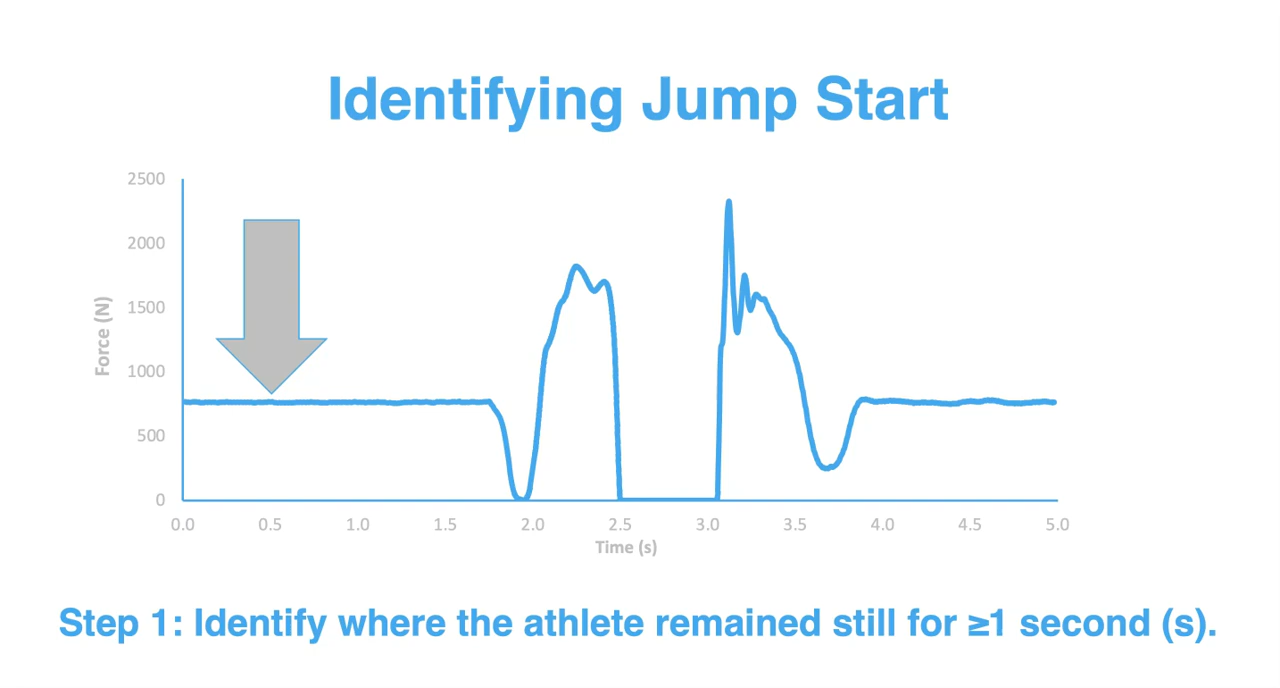 Identifying Jump Start
2500
2000
1500
1000
500
0
Force (N)
0.0 0.5 1.0 1.5 2.0 2.5 3.0 3.5 4.0 4.5 5.0
Time (s)
Step 1: Identify where the athlete remained still for ≥1 second (s).